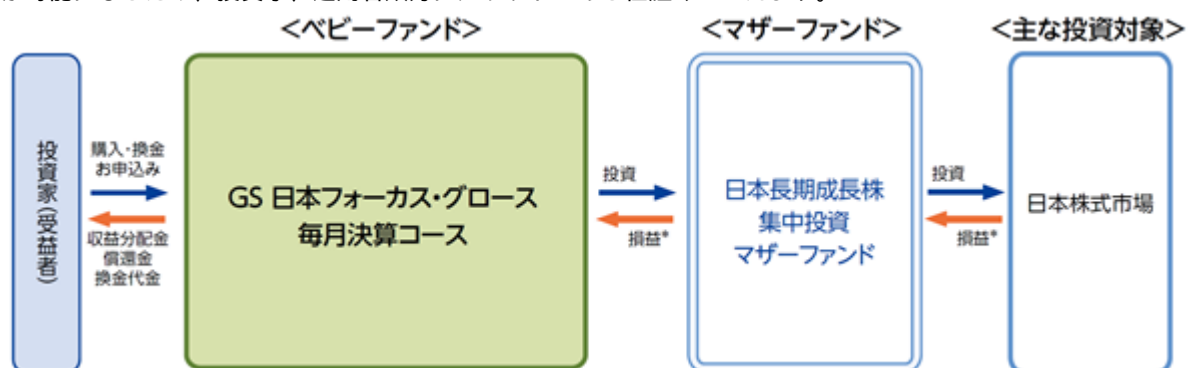 <ベビーファンド>
<マザーファンド>
<主な投資対象>
投資家(受益者)
購入・換金
お申込み
収益分配金
償還金
換金代金
GS 日本フォーカス・グロース
毎月決算コース
投資
損益*
日本長期成長株
集中投資
マザーファンド
投資
損益*
日本株式市場